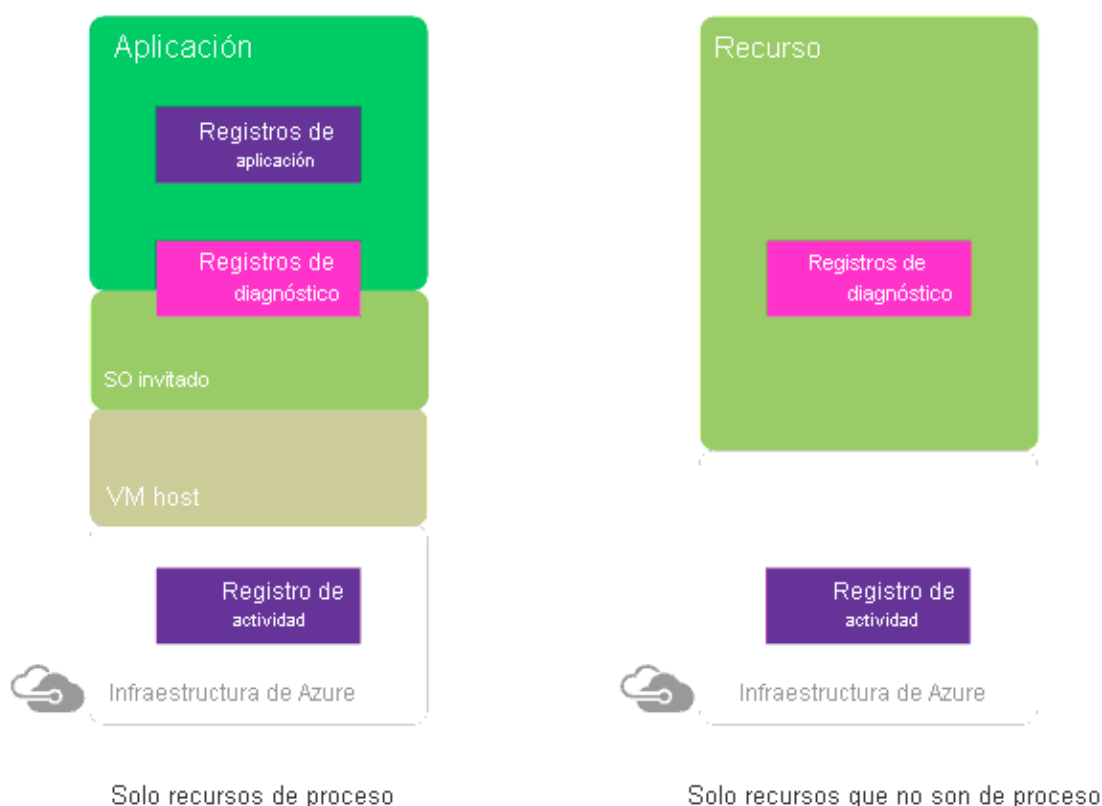 Aplicación
Registros de
aplicación
Registros de
diagnóstico
SO invitado
VM host
Registro de
actividad
Infraestructura de Azure
Solo recursos de proceso
Recurso
Registros de
diagnóstico
Registro de
actividad
Infraestructura de Azure
Solo recursos que no son de proceso